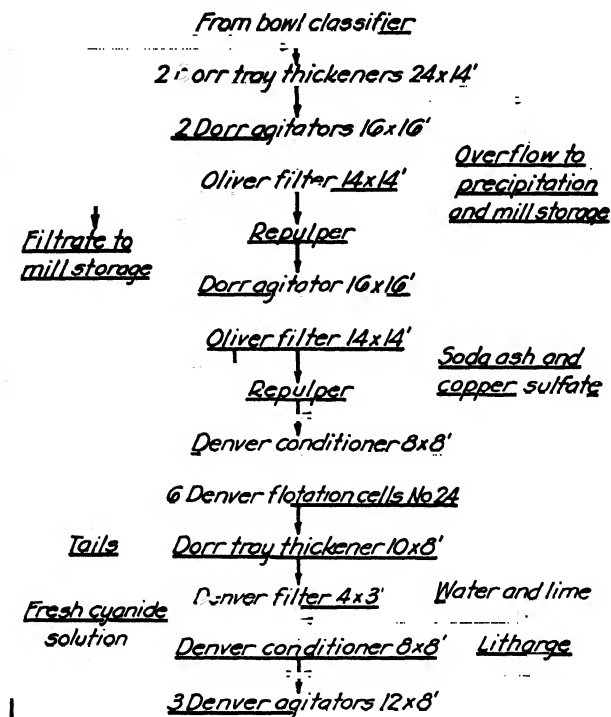 From bowl classifier
2 Dorr tray thickeners 24x14'
2 Dorr agitators 16x16'
Oliver filter 14x14'
Overflow to
precipitation
and mill storage
Filtrate to
mill storage
Repulper
Dorr agitator 16x16'
Oliver filter 14x14'
Soda ash and
copper sulfate
Repulper
Denver conditioner 8x8'
6 Denver flotation cells No 24
Tails
Dorr tray thickener 10x8'
Denver filter 4x3'
Water and lime
Fresh cyanide
solution
Denver conditioner 8x8'
Litharge
3 Denver agitators 12x8'